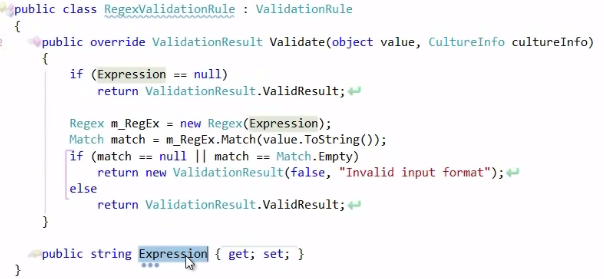 public class RegexValidationRule : ValidationRule
{
public override ValidationResult Validate(object value, CultureInfo cultureInfo)
{
if (Expression == null)
return ValidationResult.ValidResult;
Regex m_RegEx = new Regex(Expression);
Match match = m_RegEx.Match(value.ToString());
if (match == null || match == Match.Empty)
return new ValidationResult(false, "Invalid input format");
else
return ValidationResult.ValidResult;
}
public string Expression { get; set; }
}